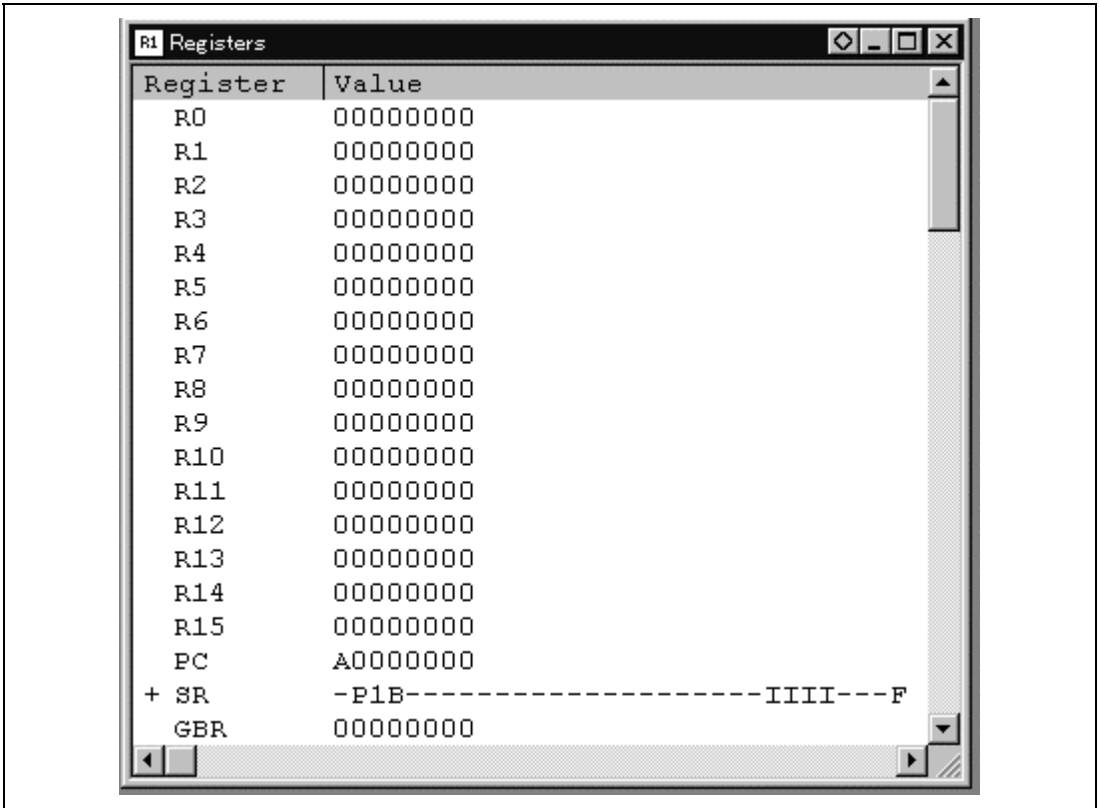 R1 Registers
Register Value
R0 00000000
R1 00000000
R2 00000000
R3 00000000
R4 00000000
R5 00000000
R6 00000000
R7 00000000
R8 00000000
R9 00000000
R10 00000000
R11 00000000
R12 00000000
R13 00000000
R14 00000000
R15 00000000
PC A0000000
+ SR -P1B--------------------IIII---F
GBR 00000000